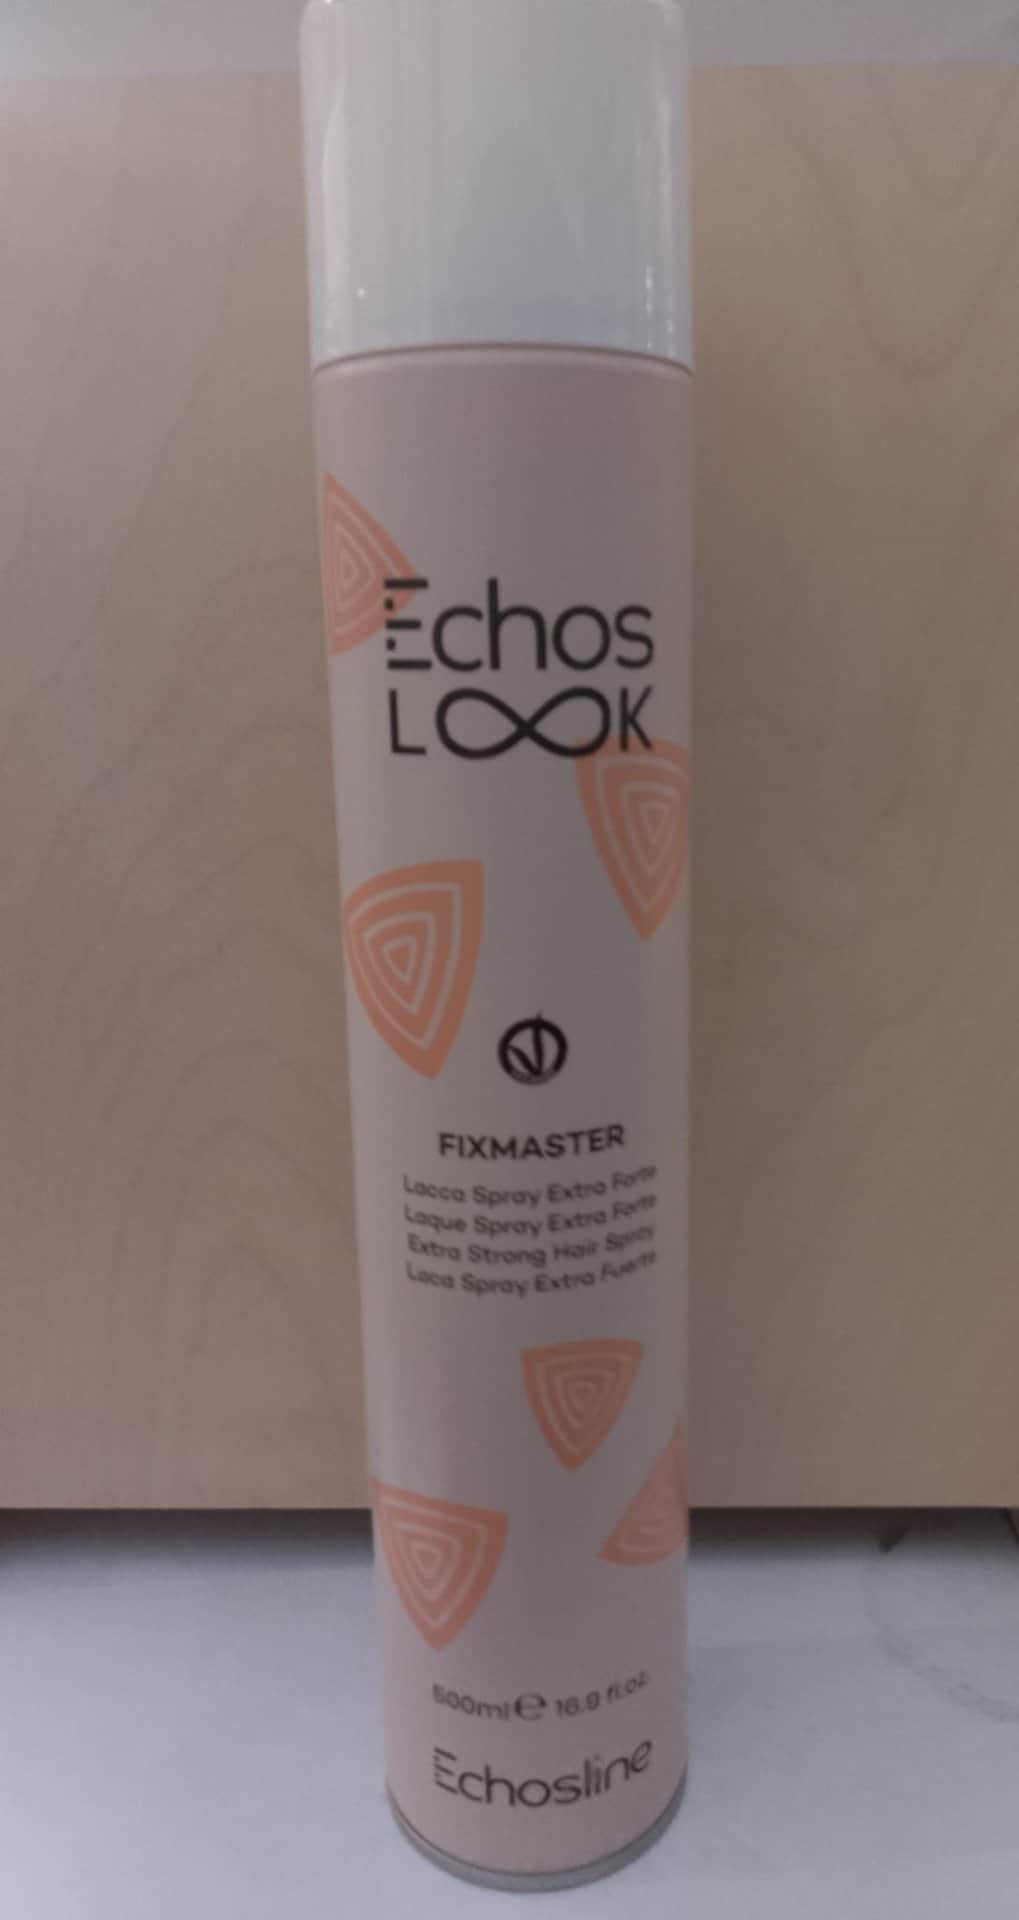 Echos
LOOK
FIXMASTER
Lacca Spray Extra Forte
Laque Spray Extra Forte
Extra Strong Hair Spray
Laca Spray Extra Fuerte
500ml e 16.9 fl.oz.
Echosline